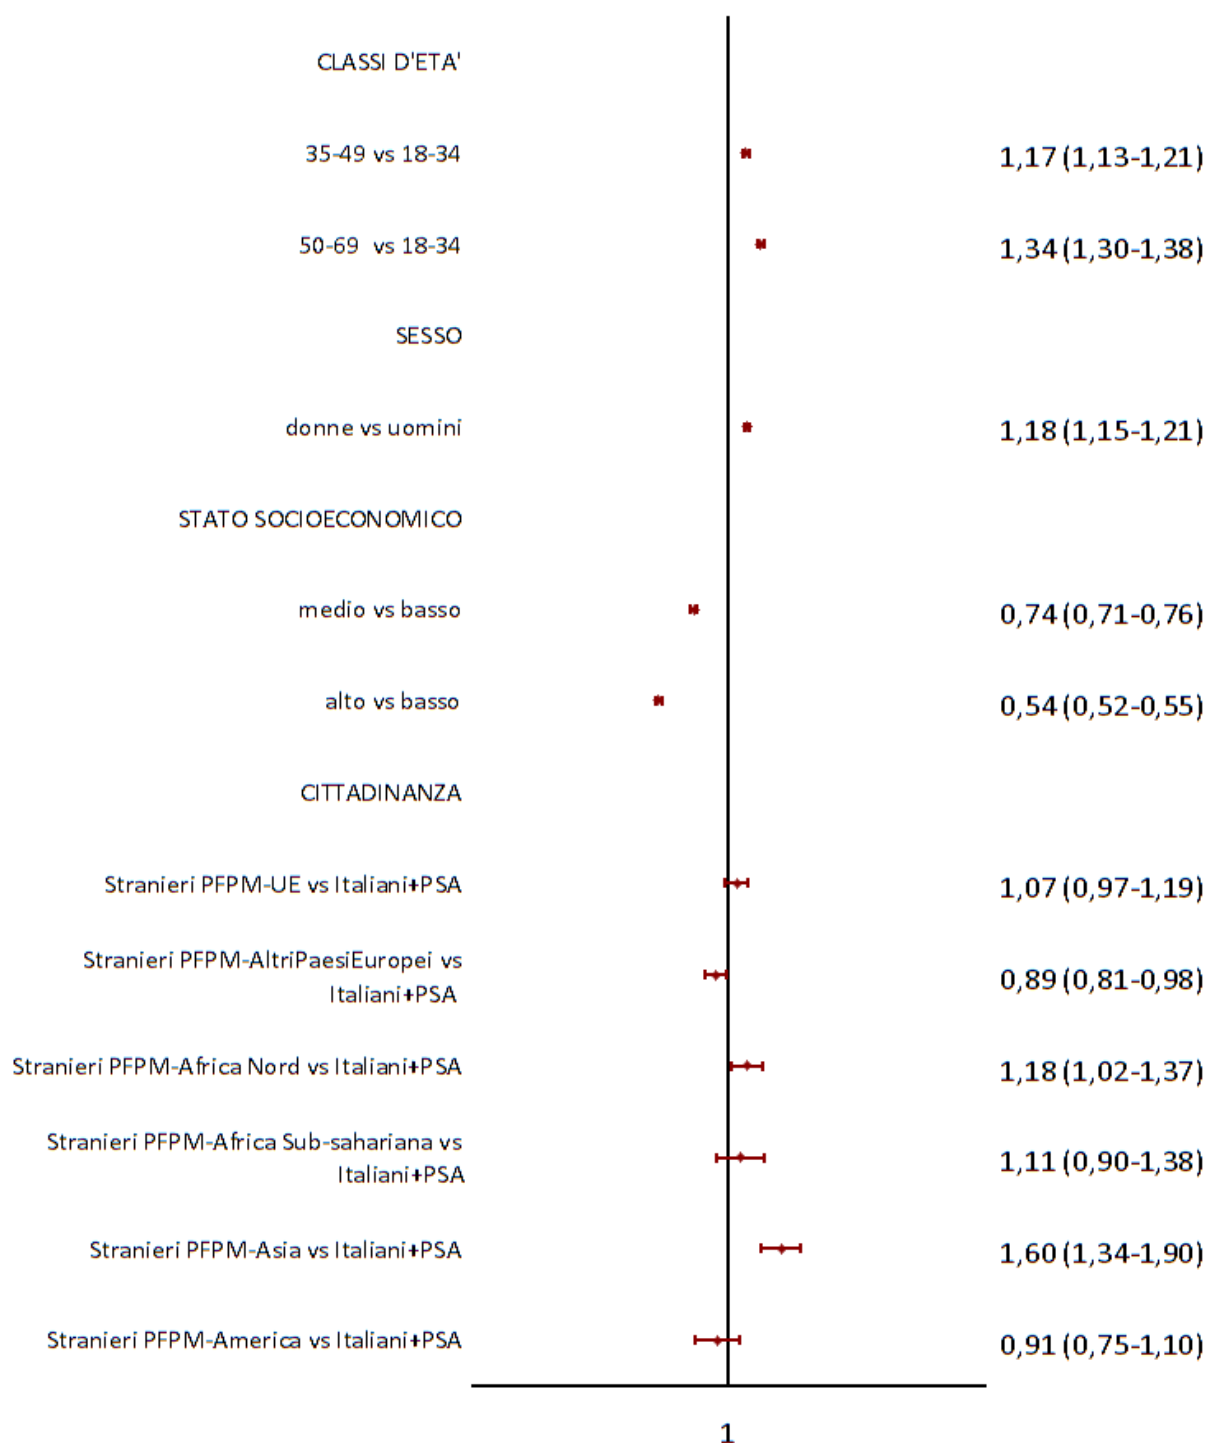 CLASSI D'ETA'
35-49 vs 18-34 1,17 (1,13-1,21)
50-69 vs 18-34 1,34 (1,30-1,38)
SESSO
donne vs uomini 1,18 (1,15-1,21)
STATO SOCIOECONOMICO
medio vs basso 0,74 (0,71-0,76)
alto vs basso 0,54 (0,52-0,55)
CITTADINANZA
Stranieri PFPM-UE vs Italiani+PSA 1,07 (0,97-1,19)
Stranieri PFPM-AltriPaesiEuropei vs
Italiani+PSA 0,89 (0,81-0,98)
Stranieri PFPM-Africa Nord vs Italiani+PSA 1,18 (1,02-1,37)
Stranieri PFPM-Africa Sub-sahariana vs
Italiani+PSA 1,11 (0,90-1,38)
Stranieri PFPM-Asia vs Italiani+PSA 1,60 (1,34-1,90)
Stranieri PFPM-America vs Italiani+PSA 0,91 (0,75-1,10)
1